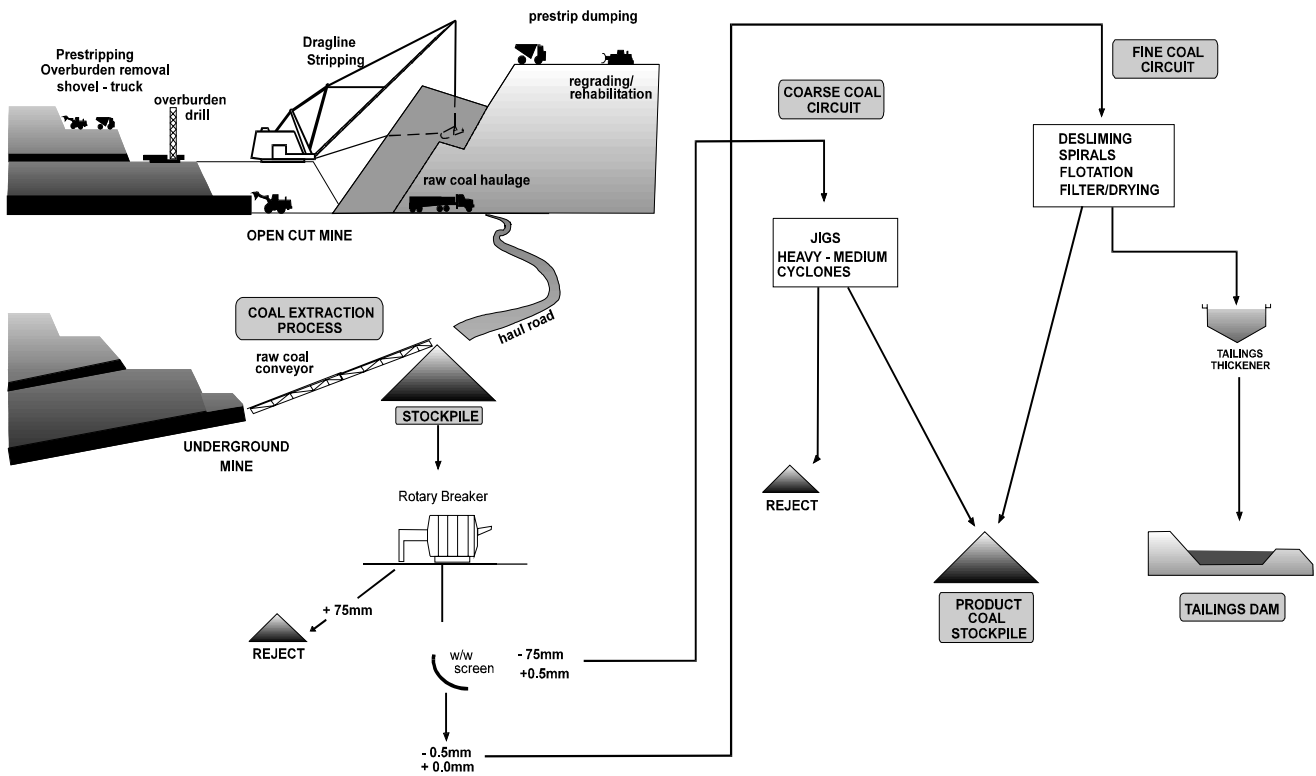 prestrip dumping
Prestripping
Overburden removal
shovel - truck
overburden
drill
Dragline
Stripping
regrading/
rehabilitation
raw coal haulage
OPEN CUT MINE
COAL EXTRACTION
PROCESS
haul road
raw coal
conveyor
STOCKPILE
UNDERGROUND
MINE
Rotary Breaker
+ 75mm
REJECT
w/w
screen
- 75mm
+0.5mm
- 0.5mm
+ 0.0mm
COARSE COAL
CIRCUIT
JIGS
HEAVY - MEDIUM
CYCLONES
REJECT
FINE COAL
CIRCUIT
DESLIMING
SPIRALS
FLOTATION
FILTER/DRYING
TAILINGS
THICKENER
PRODUCT
COAL
STOCKPILE
TAILINGS DAM